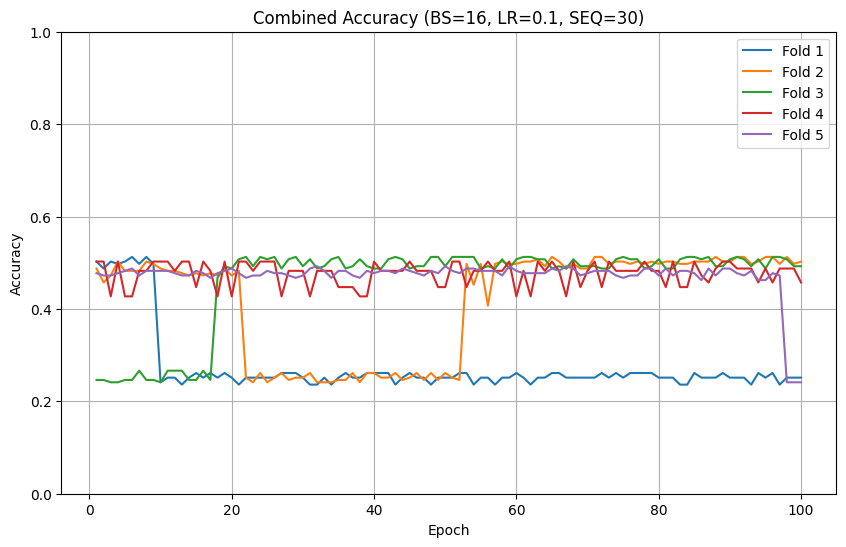 Combined Accuracy (BS=16, LR=0.1, SEQ=30)
1.0
0.8
0.6
0.4
0.2
0.0
Accuracy
Fold 1
Fold 2
Fold 3
Fold 4
Fold 5
0 20 40 60 80 100
Epoch